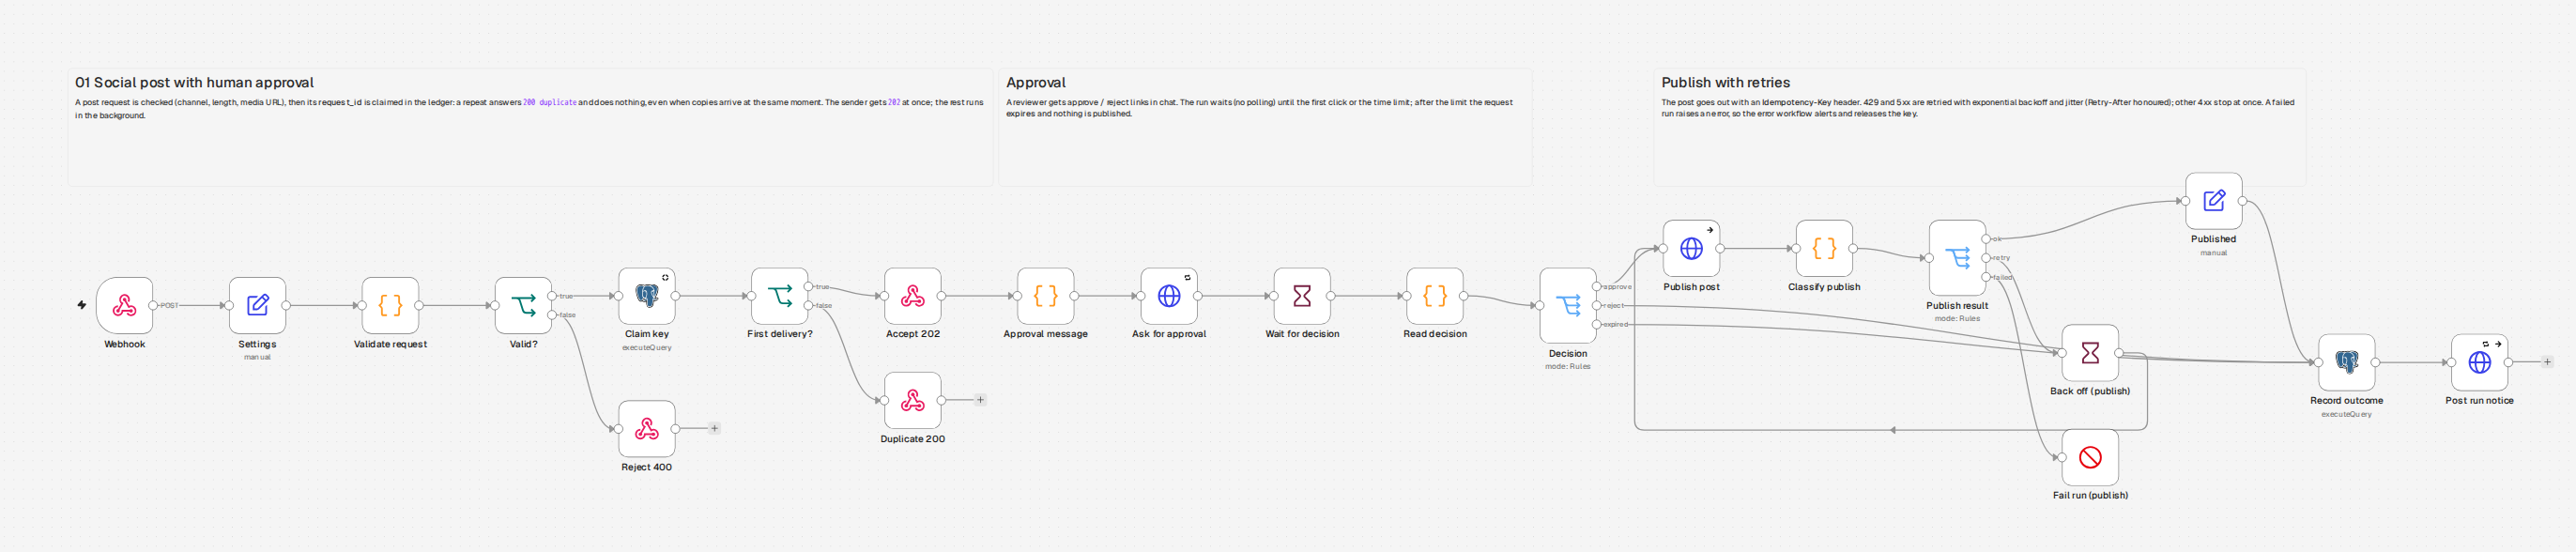 01 Social post with human approval
A post request is checked (channel, length, media URL), then its request_id is claimed in the ledger: a repeat answers 200 duplicate and does nothing, even when copies arrive at the same moment. The sender gets 202 at once; the rest runs
in the background.
Approval
A reviewer gets approve / reject links in chat. The run waits (no polling) until the first click or the time limit; after the limit the request
expires and nothing is published.
Publish with retries
The post goes out with an Idempotency-Key header. 429 and 5xx are retried with exponential backoff and jitter (Retry-After honoured); other 4xx stop at once. A failed
run raises an error, so the error workflow alerts and releases the key.
Webhook
POST
Settings
manual
Validate request
Valid?
true
false
Claim key
executeQuery
Reject 400
First delivery?
true
false
Accept 202
Duplicate 200
Approval message
Ask for approval
Wait for decision
Read decision
Decision
mode: Rules
approve
reject
expired
Publish post
Classify publish
Publish result
mode: Rules
ok
retry
failed
Published
manual
Back off (publish)
Fail run (publish)
Record outcome
executeQuery
Post run notice